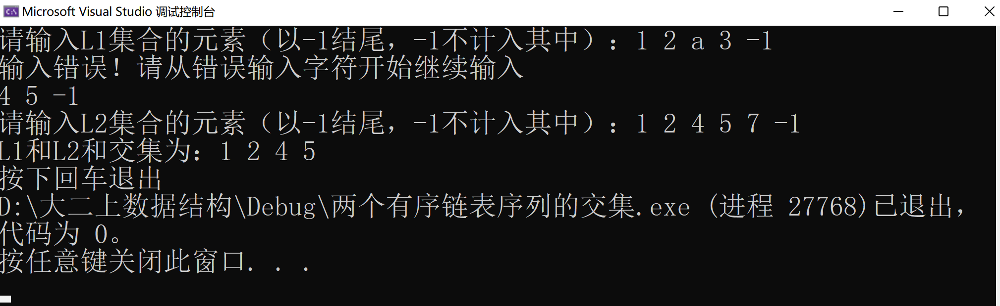 Microsoft Visual Studio 调试控制台
请输入L1集合的元素（以-1结尾，-1不计入其中）：1 2 a 3 -1
输入错误！请从错误输入字符开始继续输入
4 5 -1
请输入L2集合的元素（以-1结尾，-1不计入其中）：1 2 4 5 7 -1
L1和L2和交集为：1 2 4 5
按下回车退出
D:\大二上数据结构\Debug\两个有序链表序列的交集.exe (进程 27768)已退出，
代码为 0。
按任意键关闭此窗口. . .